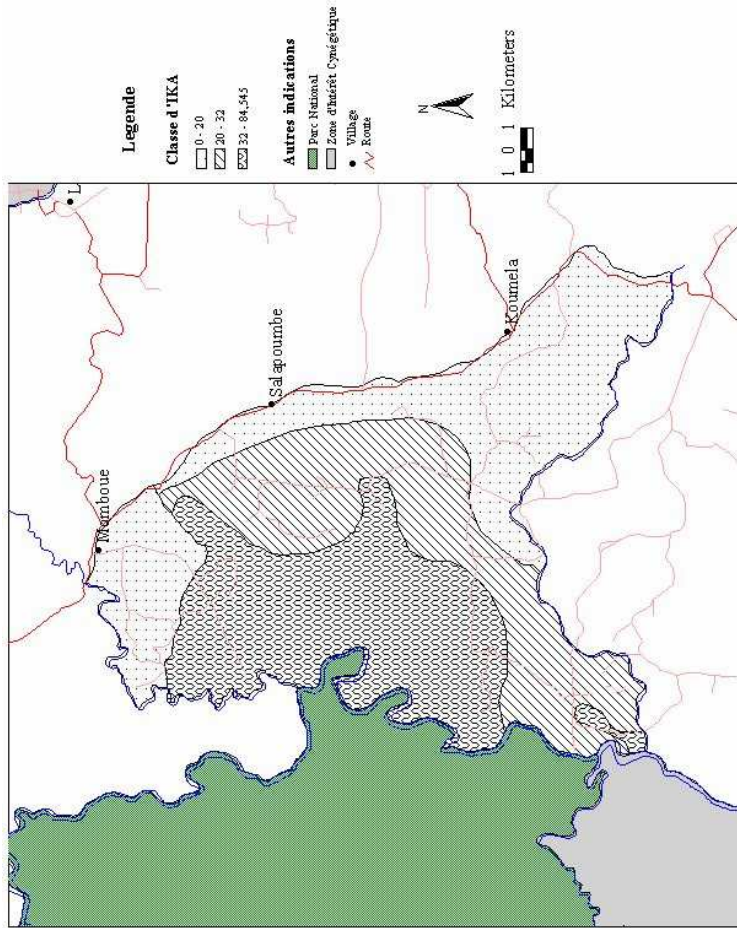 L
Momboue
Salapoumbe
Koumela
Legende
Classe d'IKA
0 - 20
20 - 32
32 - 84,545
Autres indications
Parc National
Zone d'Intérêt Cynégétique
Village
Route
N
1 0 1 Kilometers